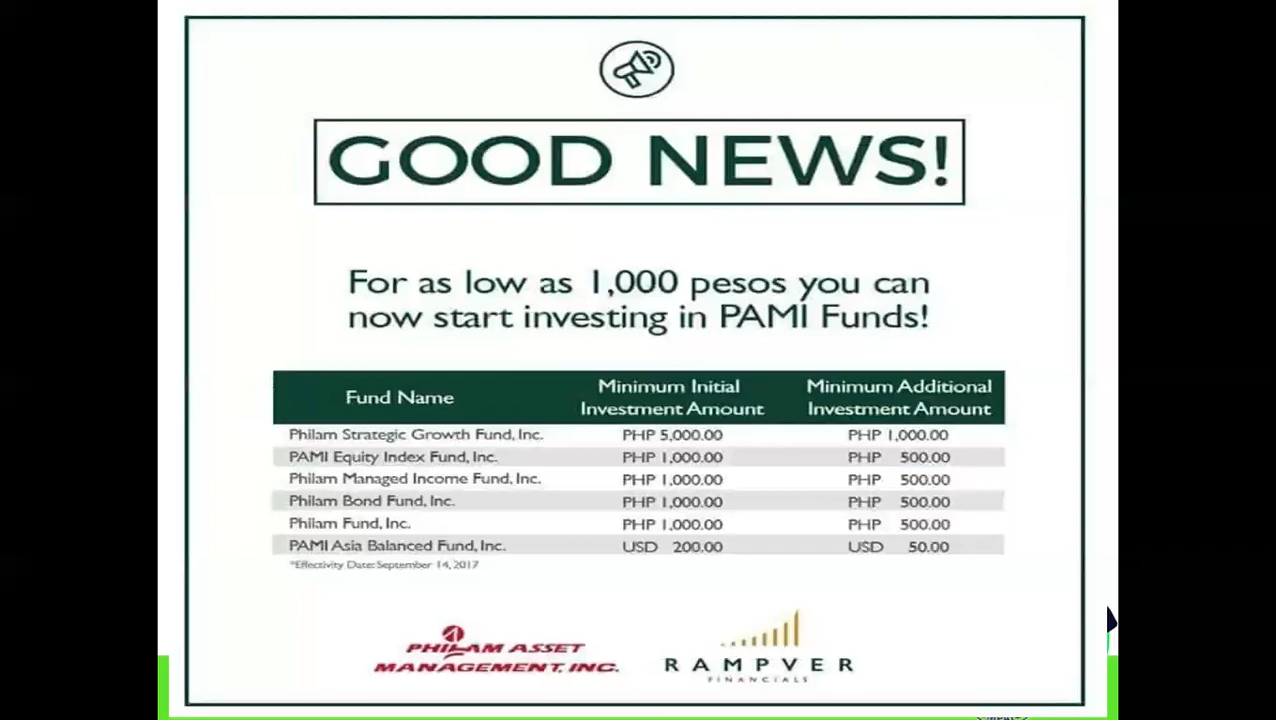 GOOD NEWS!
For as low as 1,000 pesos you can
now start investing in PAMI Funds!
Fund Name
Minimum Initial
Investment Amount
Minimum Additional
Investment Amount
Philam Strategic Growth Fund, Inc. PHP 5,000.00 PHP 1,000.00
PAMI Equity Index Fund, Inc. PHP 1,000.00 PHP 500.00
Philam Managed Income Fund, Inc. PHP 1,000.00 PHP 500.00
Philam Bond Fund, Inc. PHP 1,000.00 PHP 500.00
Philam Fund, Inc. PHP 1,000.00 PHP 500.00
PAMI Asia Balanced Fund, Inc. USD 200.00 USD 50.00
*Effectivity Date: September 14, 2017
PHILAM ASSET
MANAGEMENT, INC.
RAMPVER
FINANCIALS